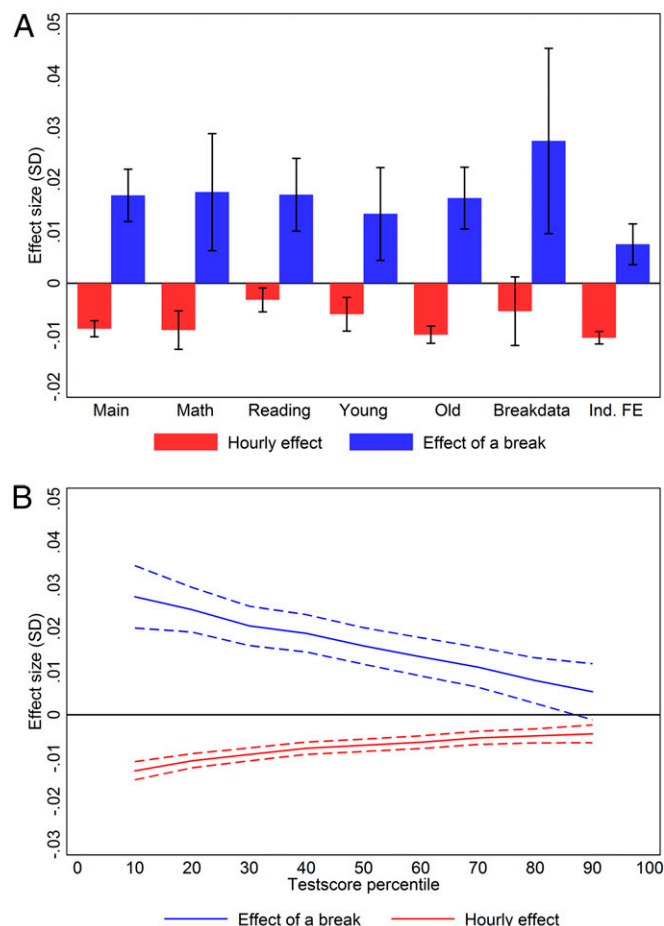 A
Effect size (SD)
.05
.04
.03
.02
.01
0
-.01
-.02
Main Math Reading Young Old Breakdata Ind. FE
Hourly effect Effect of a break
B
Effect size (SD)
.05
.04
.03
.02
.01
0
-.01
-.02
-.03
0 10 20 30 40 50 60 70 80 90 100
Testscore percentile
Effect of a break Hourly effect